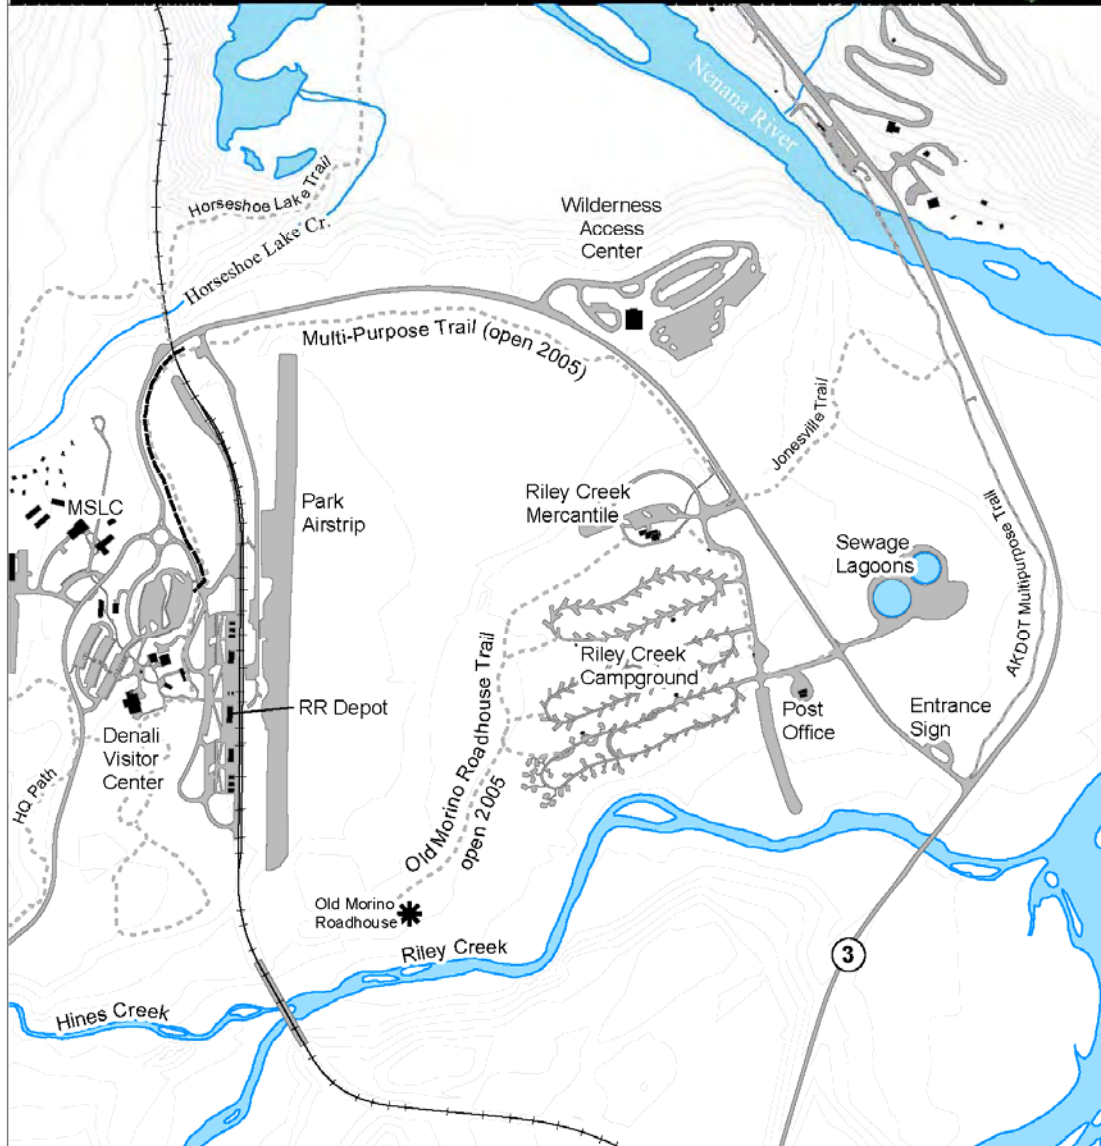 Nenana River
Horseshoe Lake Trail
Horseshoe Lake Cr.
Wilderness
Access
Center
Multi-Purpose Trail (open 2005)
Jonesville Trail
MSLC
Park
Airstrip
Riley Creek
Mercantile
Sewage
Lagoons
AKDOT Multipurpose Trail
Old Morino Roadhouse Trail
open 2005
Riley Creek
Campground
RR Depot
Post
Office
Entrance
Sign
Denali
Visitor
Center
HQ Path
Old Morino
Roadhouse
Riley Creek
3
Hines Creek